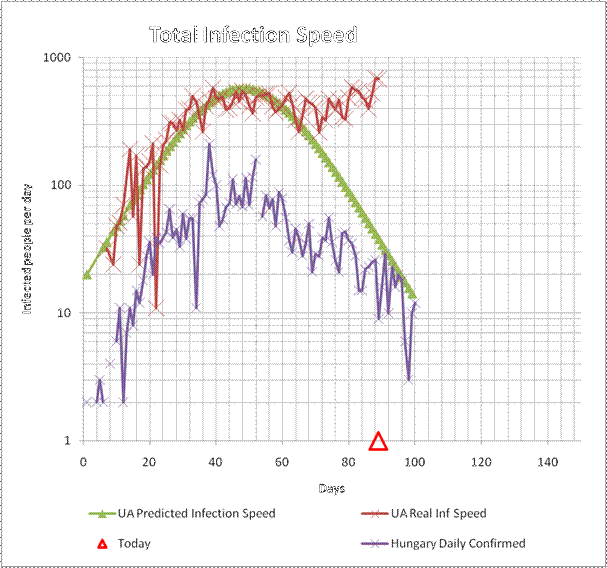 Total Infection Speed
1000
100
10
1
Infected people per day
0 20 40 60 80 100 120 140
Days
UA Predicted Infection Speed UA Real Inf Speed
Today Hungary Daily Confirmed